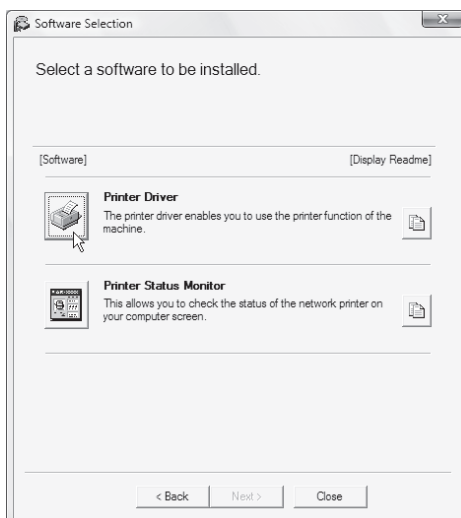 Software Selection
Select a software to be installed.
[Software] [Display Readme]
Printer Driver
The printer driver enables you to use the printer function of the
machine.
Printer Status Monitor
This allows you to check the status of the network printer on
your computer screen.
< Back Next > Close